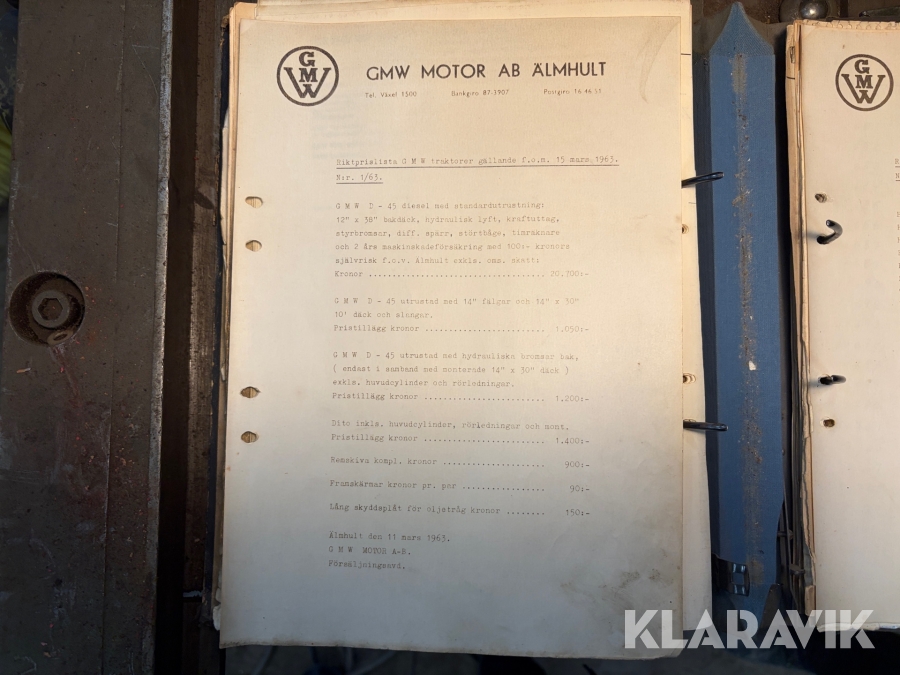 GMW
GMW MOTOR AB ÄLMHULT
Tel. Växel 1500 Bankgiro 87-3907 Postgiro 16 46 51
Riktprislista G M W traktorer gällande f.o.m. 15 mars 1963.
N:r. 1/63.
G M W D - 45 diesel med standardutrustning:
12" x 38" bakdäck, hydraulisk lyft, kraftuttag,
styrbromsar, diff. spärr, störtbåge, timräknare
och 2 års maskinskadeförsäkring med 100:- kronors
självrisk f.o.v. Älmhult exkls. oms. skatt:
Kronor .................................. 20.700:-
G M W D - 45 utrustad med 14" fälgar och 14" x 30"
10' däck och slangar.
Pristillägg kronor ....................... 1.050:-
G M W D - 45 utrustad med hydrauliska bromsar bak,
( endast i samband med monterade 14" x 30" däck )
exkls. huvudcylinder och rörledningar.
Pristillägg kronor ....................... 1.200:-
Dito inkls. huvudcylinder, rörledningar och mont.
Pristillägg kronor ....................... 1.400:-
Remskiva kompl. kronor .................... 900:-
Framskärmar kronor pr. par ................ 90:-
Lång skyddsplåt för oljetråg kronor ........ 150:-
Älmhult den 11 mars 1963.
G M W MOTOR A-B.
Försäljningsavd.
GMW
KLARAVIK